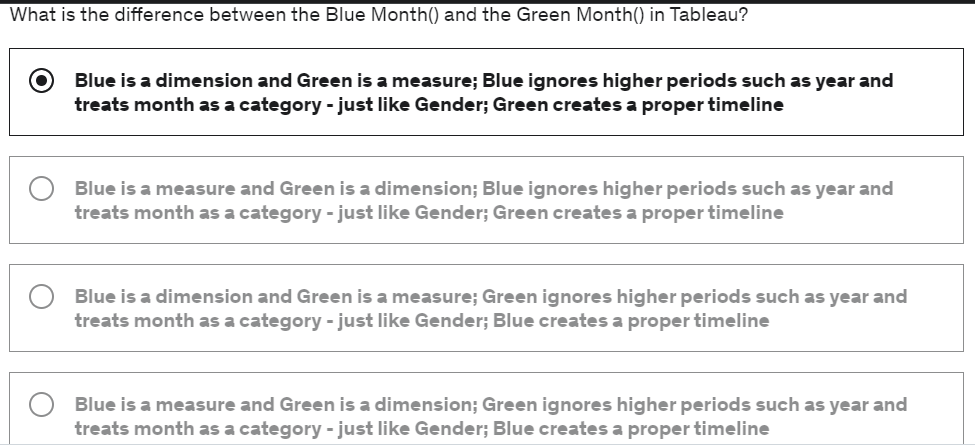 What is the difference between the Blue Month() and the Green Month() in Tableau?
Blue is a dimension and Green is a measure; Blue ignores higher periods such as year and
treats month as a category - just like Gender; Green creates a proper timeline
Blue is a measure and Green is a dimension; Blue ignores higher periods such as year and
treats month as a category - just like Gender; Green creates a proper timeline
Blue is a dimension and Green is a measure; Green ignores higher periods such as year and
treats month as a category - just like Gender; Blue creates a proper timeline
Blue is a measure and Green is a dimension; Green ignores higher periods such as year and
treats month as a category - just like Gender; Blue creates a proper timeline